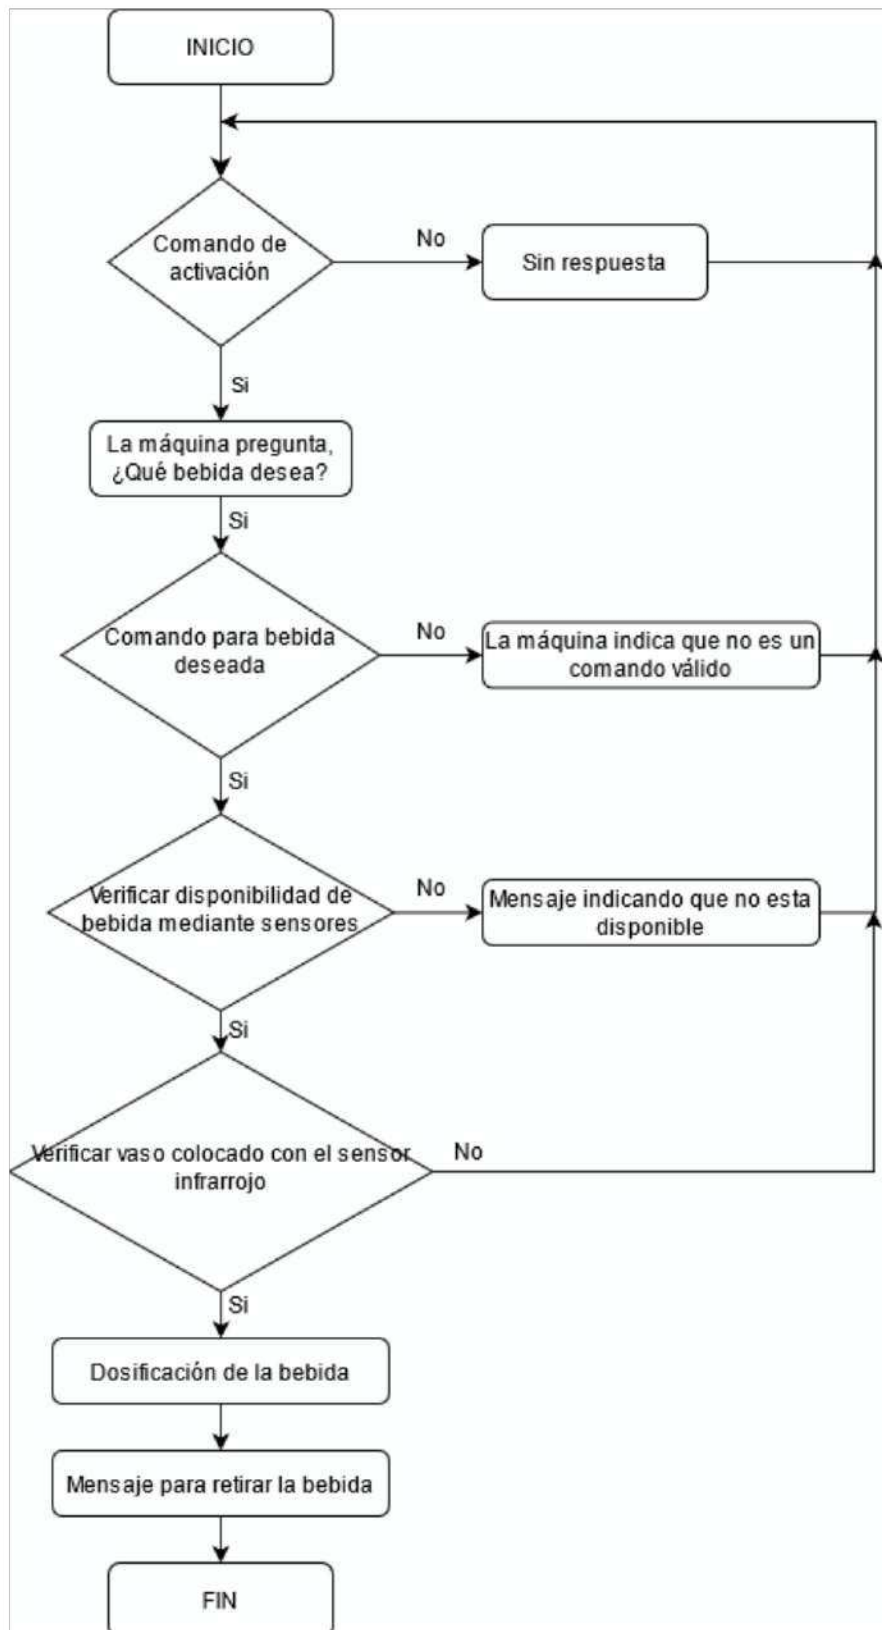 INICIO
Comando de
activación
No
Sin respuesta
Si
La máquina pregunta,
¿Qué bebida desea?
Si
Comando para bebida
deseada
No
La máquina indica que no es un
comando válido
Si
Verificar disponibilidad de
bebida mediante sensores
No
Mensaje indicando que no esta
disponible
Si
Verificar vaso colocado con el sensor
infrarrojo
No
Si
Dosificación de la bebida
Mensaje para retirar la bebida
FIN